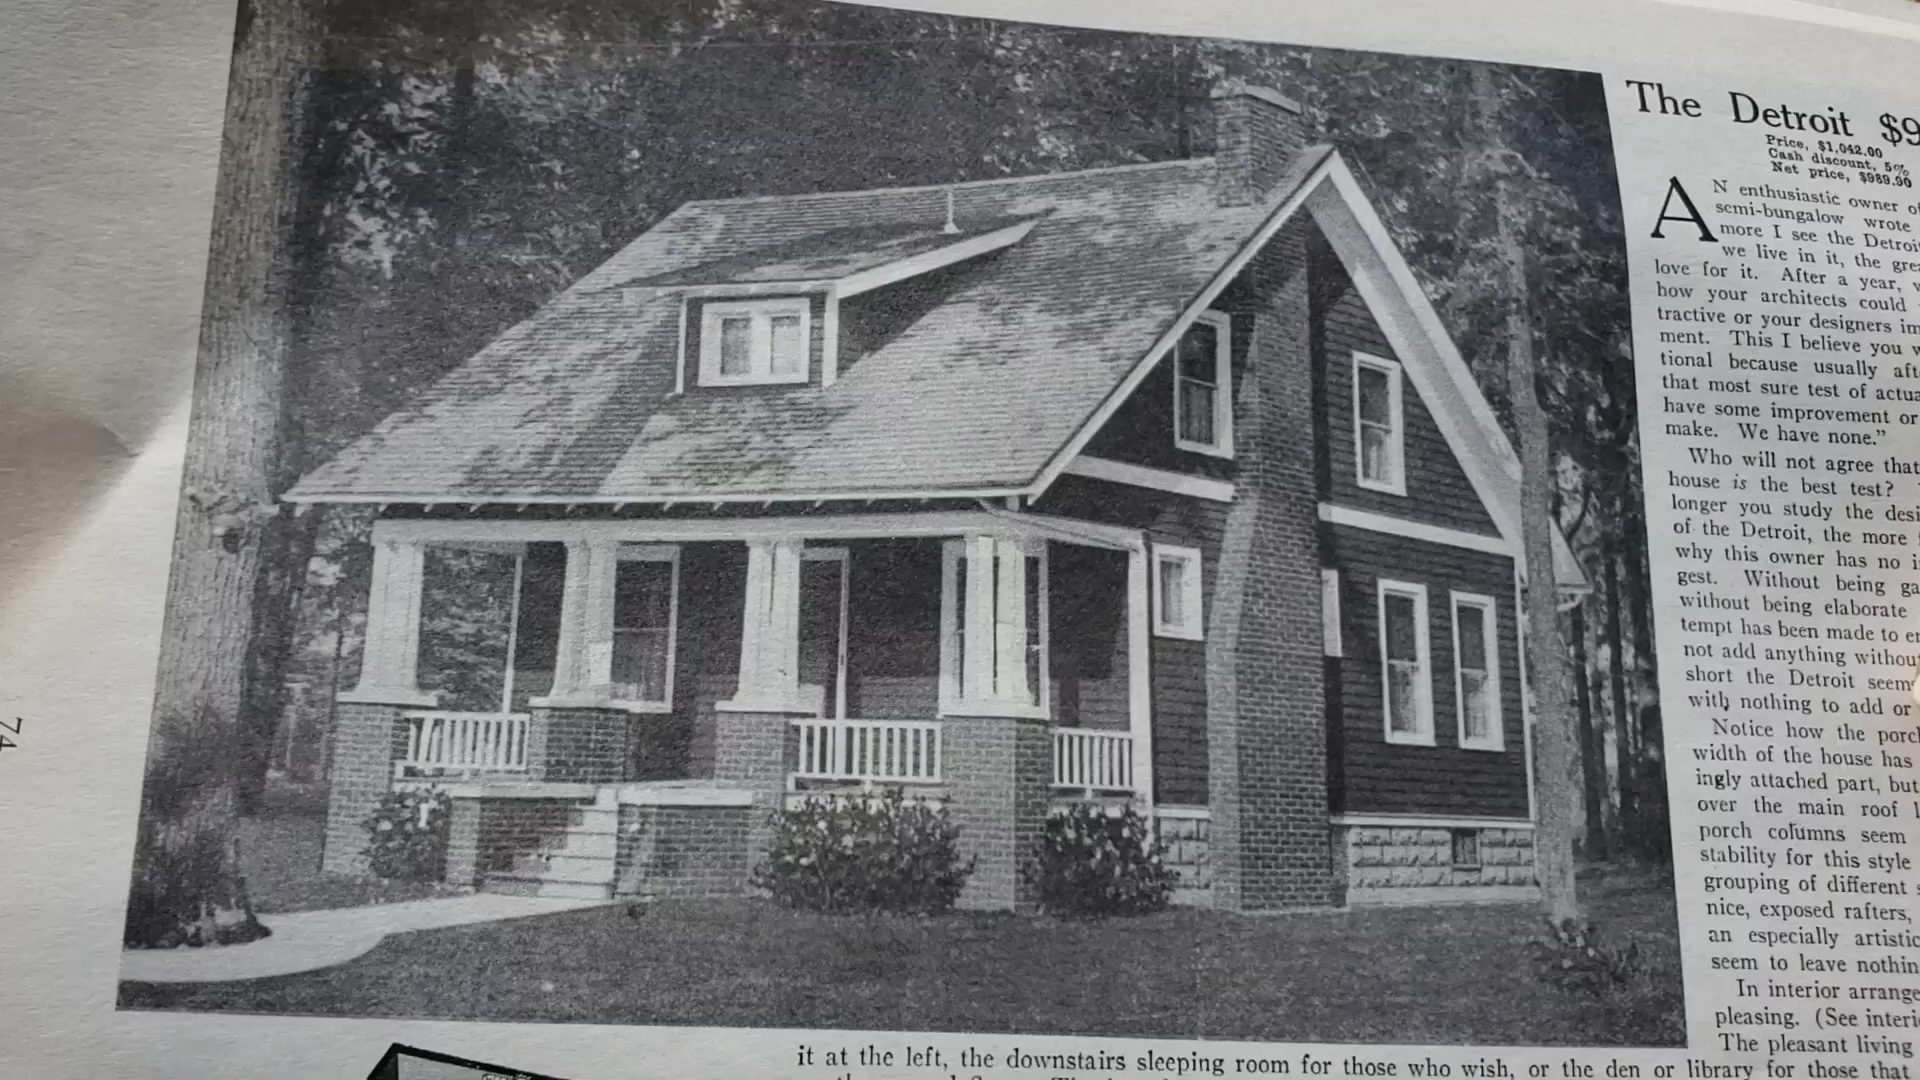 The Detroit $9
Price, $1,042.00
Cash discount, 5%
Net price, $989.90
AN enthusiastic owner of
semi-bungalow wrote
more I see the Detroi
we live in it, the gre
love for it. After a year,
how your architects could
tractive or your designers im
ment. This I believe you
tional because usually aft
that most sure test of actua
have some improvement or
make. We have none."
Who will not agree that
house is the best test?
longer you study the desi
of the Detroit, the more
why this owner has no i
gest. Without being ga
without being elaborate
tempt has been made to e
not add anything withou
short the Detroit seem
with nothing to add or
Notice how the porc
width of the house has
ingly attached part, but
over the main roof l
porch columns seem
stability for this style
grouping of different
nice, exposed rafters,
an especially artistic
seem to leave nothin
In interior arrange
pleasing. (See interi
The pleasant living
it at the left, the downstairs sleeping room for those who wish, or the den or library for those that
74